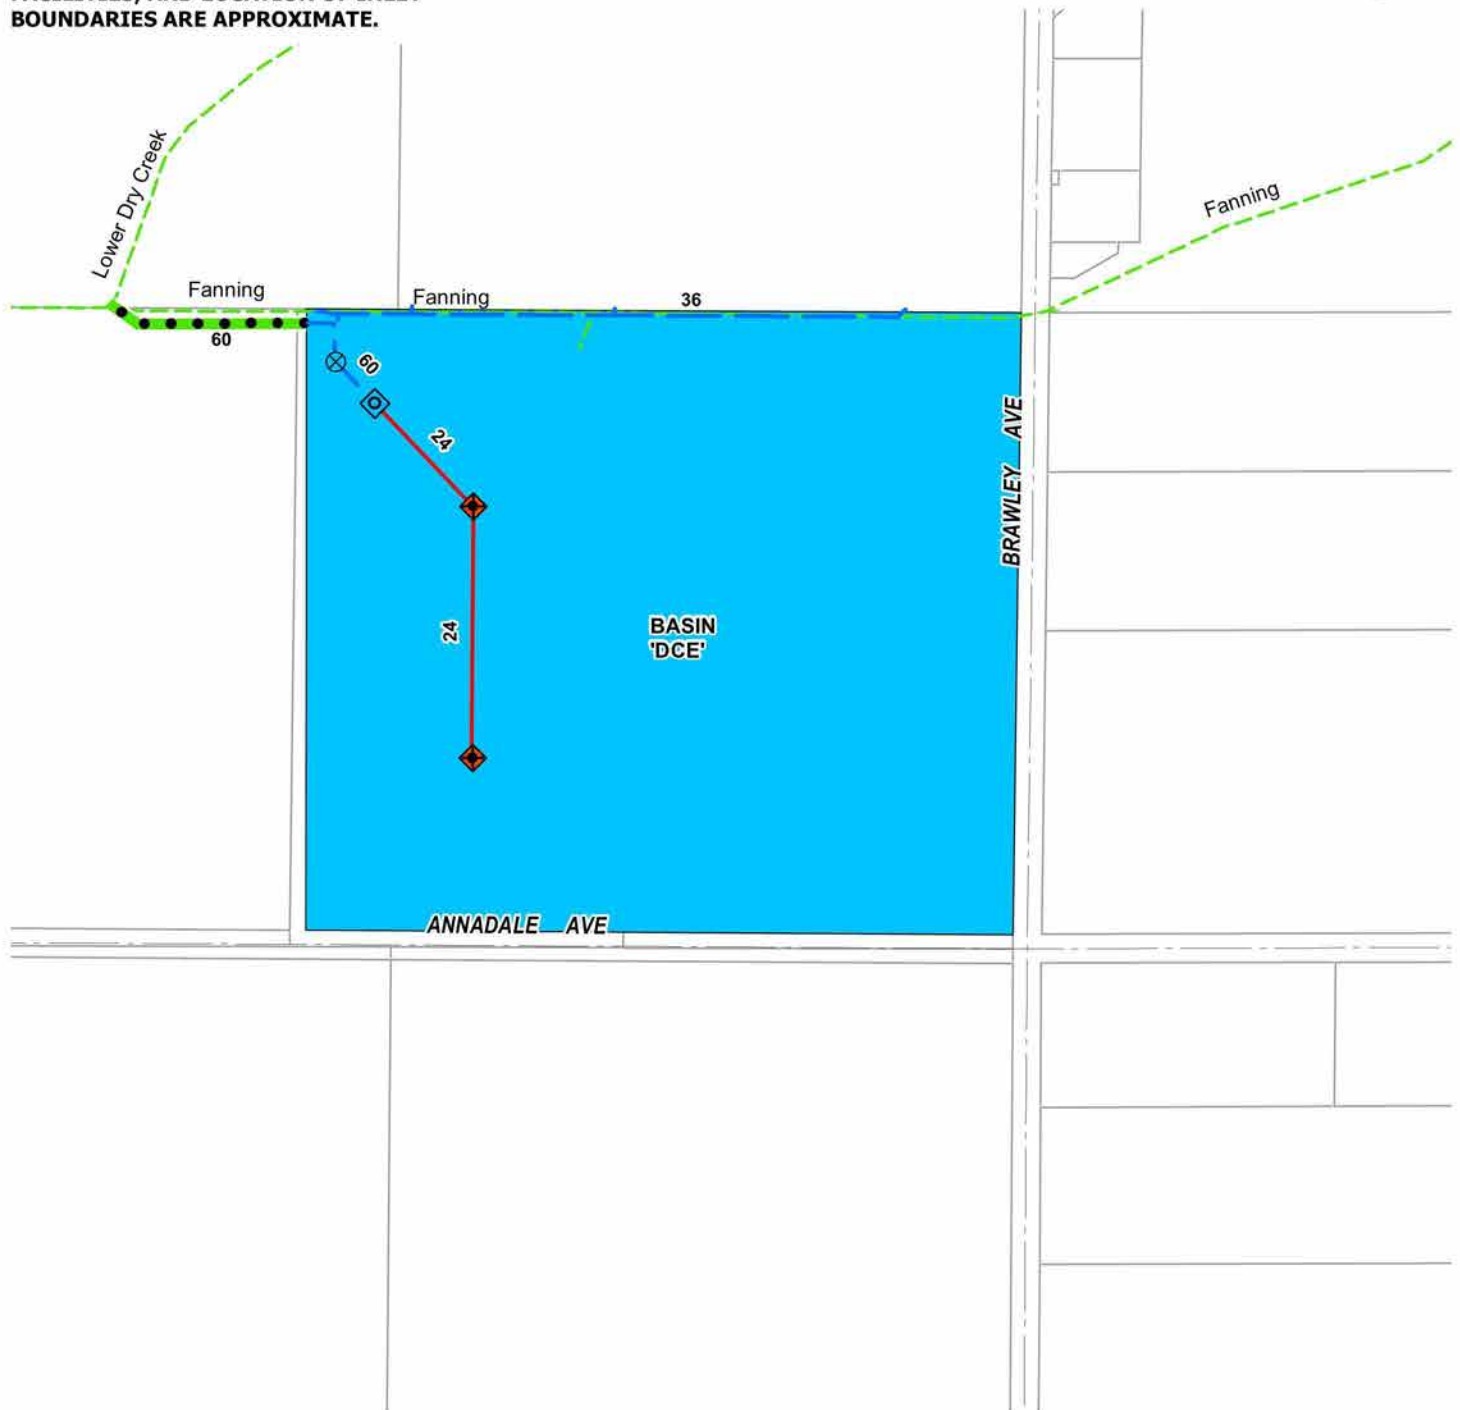 BOUNDARIES ARE APPROXIMATE.
Lower Dry Creek
Fanning
Fanning
Fanning
36
60
60
24
24
BRAWLEY AVE
BASIN
'DCE'
ANNADALE AVE